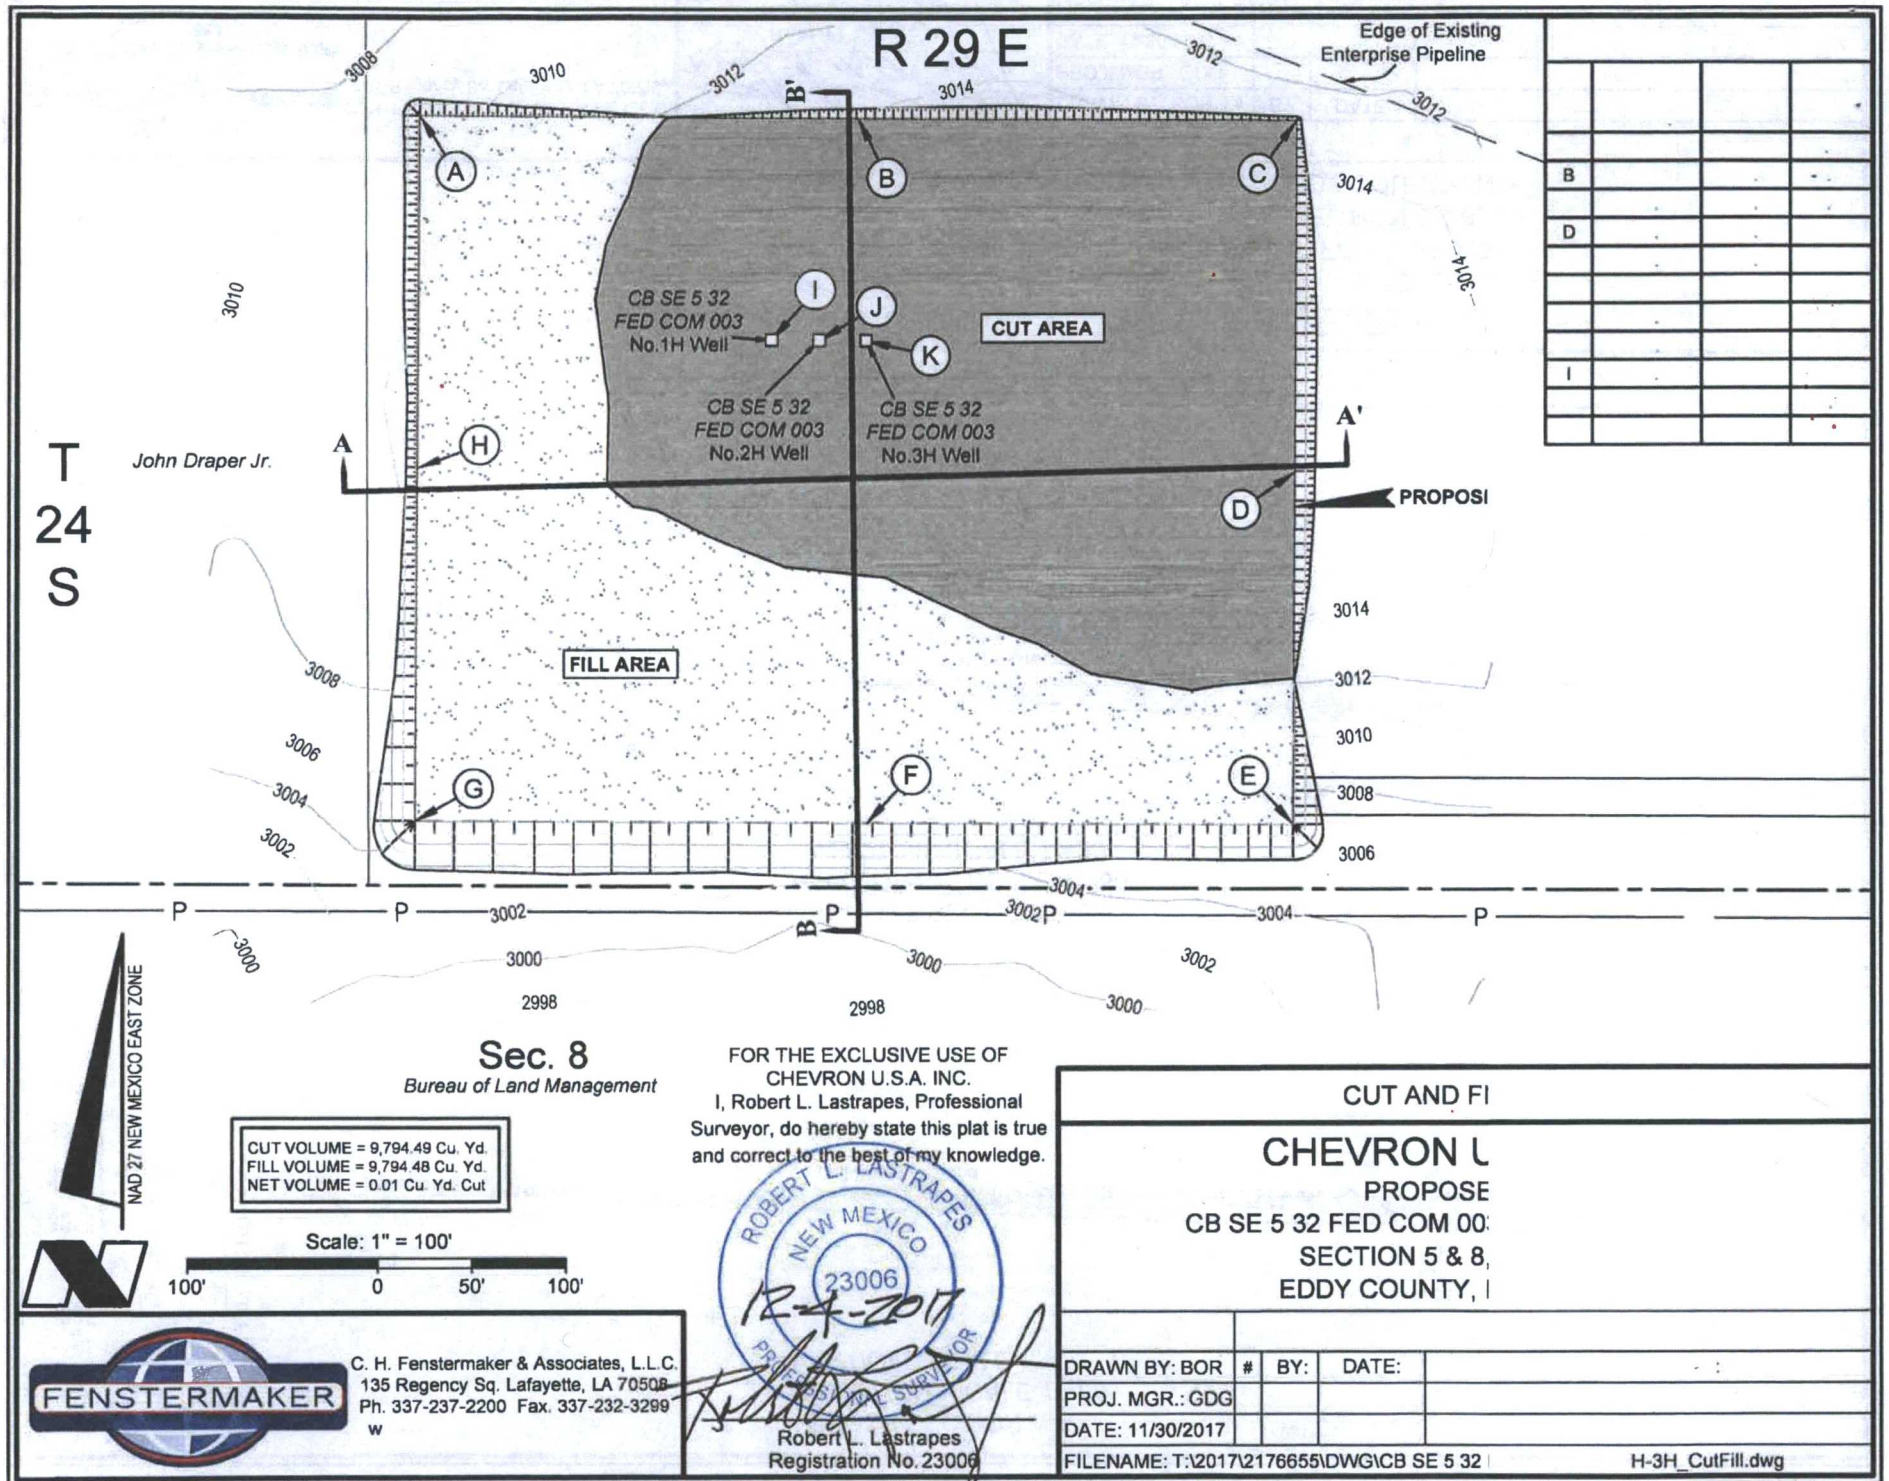 R 29 E
Edge of Existing
Enterprise Pipeline
3008
3010
3012
3014
3012
3012
B'
A
B
C
3014
3014
3010
B
D
I
CB SE 5 32
FED COM 003
No.1H Well
I
J
K
CUT AREA
CB SE 5 32
FED COM 003
No.2H Well
CB SE 5 32
FED COM 003
No.3H Well
A
A'
H
D
T
24
S
John Draper Jr.
PROPOSI
3014
FILL AREA
3008
3012
3006
3010
3004
3008
3002
3006
G
F
E
3004
P
P
3002
P
3002
P
3004
P
B
3000
3000
3000
3002
2998
2998
3000
NAD 27 NEW MEXICO EAST ZONE
Sec. 8
Bureau of Land Management
CUT VOLUME = 9,794.49 Cu. Yd.
FILL VOLUME = 9,794.48 Cu. Yd.
NET VOLUME = 0.01 Cu. Yd. Cut
Scale: 1" = 100'
100' 0 50' 100'
FOR THE EXCLUSIVE USE OF
CHEVRON U.S.A. INC.
I, Robert L. Lastrapes, Professional
Surveyor, do hereby state this plat is true
and correct to the best of my knowledge.
ROBERT L. LASTRAPES
NEW MEXICO
23006
PROFESSIONAL SURVEYOR
12-4-2017
Robert L. Lastrapes
Registration No. 23006
FENSTERMAKER
C. H. Fenstermaker & Associates, L.L.C.
135 Regency Sq. Lafayette, LA 70508
Ph. 337-237-2200 Fax. 337-232-3299
w
CUT AND FI
CHEVRON U
PROPOSE
CB SE 5 32 FED COM 00
SECTION 5 & 8,
EDDY COUNTY,
DRAWN BY: BOR # BY: DATE:
PROJ. MGR.: GDG
DATE: 11/30/2017
FILENAME: T:\2017\2176655\DWG\CB SE 5 32 H-3H_CutFill.dwg